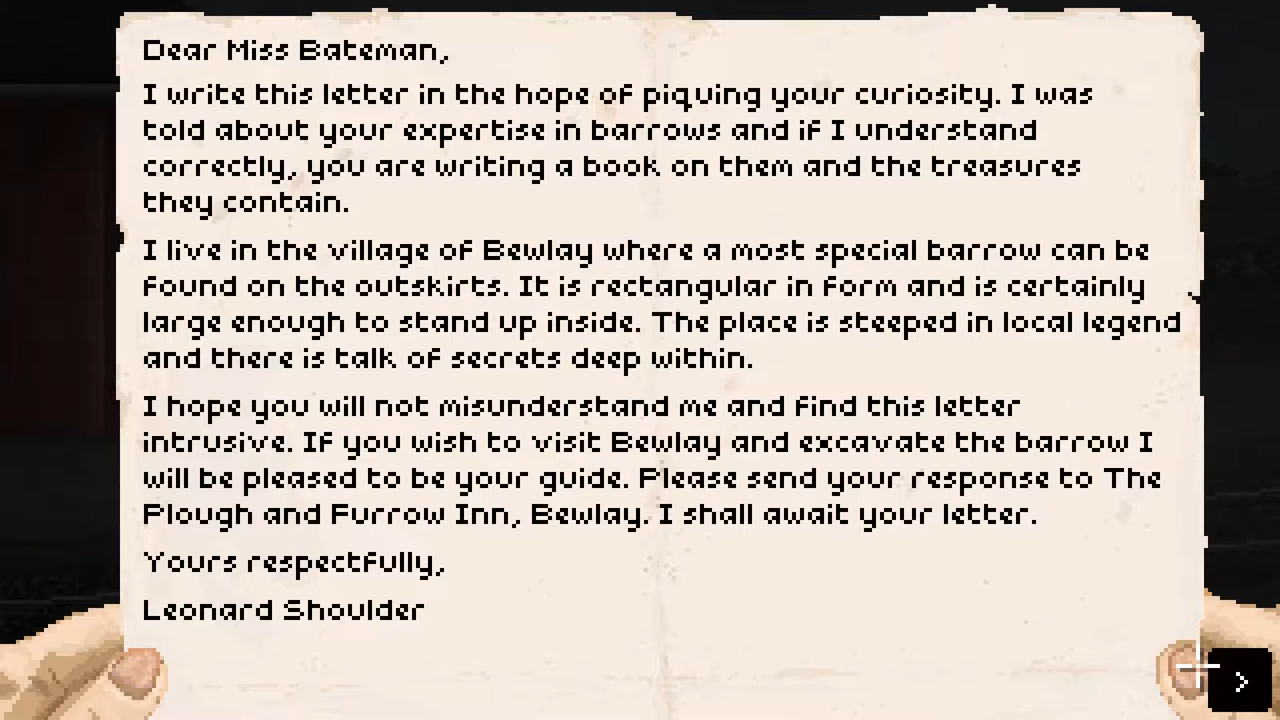 Dear Miss Bateman,
I write this letter in the hope of piquing your curiosity. I was
told about your expertise in barrows and if I understand
correctly, you are writing a book on them and the treasures
they contain.
I live in the village of Bewlay where a most special barrow can be
found on the outskirts. It is rectangular in form and is certainly
large enough to stand up inside. The place is steeped in local legend
and there is talk of secrets deep within.
I hope you will not misunderstand me and find this letter
intrusive. If you wish to visit Bewlay and excavate the barrow I
will be pleased to be your guide. Please send your response to The
Plough and Furrow Inn, Bewlay. I shall await your letter.
Yours respectfully,
Leonard Shoulder